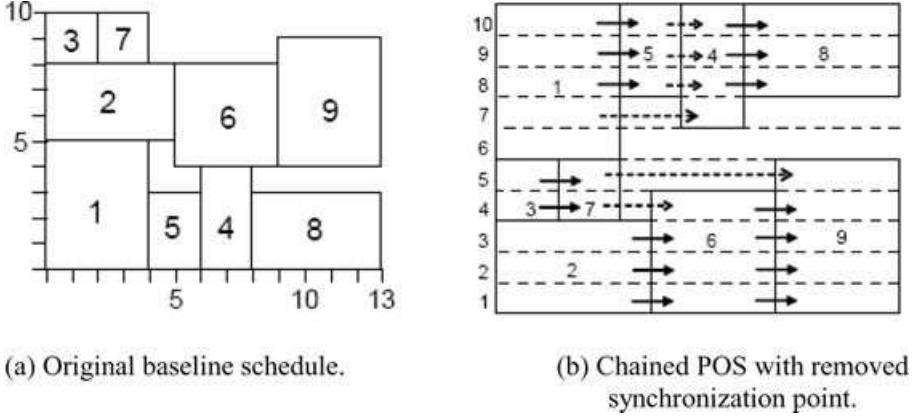 10
3 7
2
6
9
5
1
5 4 8
5 10 13
(a) Original baseline schedule.
10
9 5 4 8
8 1
7
6
5
4 3 7
3 6 9
2 2
1
(b) Chained POS with removed
synchronization point.